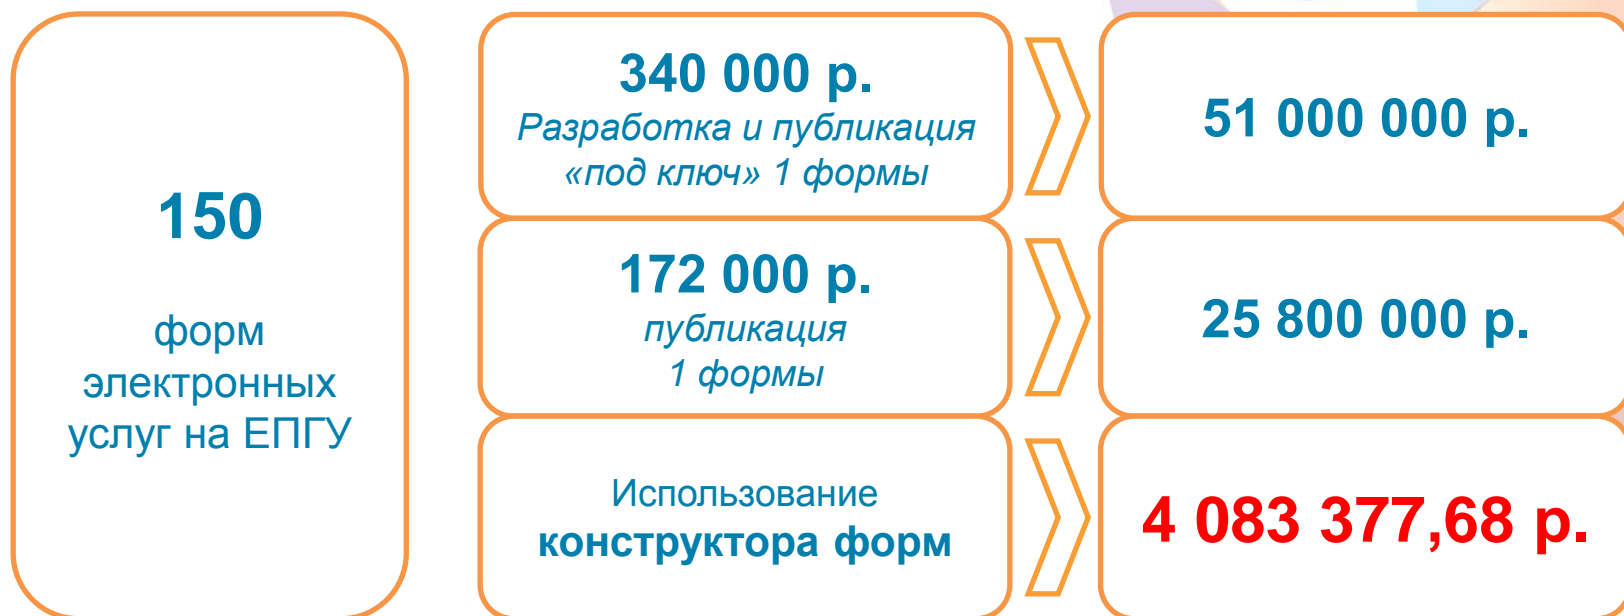 150
форм
электронных
услуг на ЕПГУ
340 000 р.
Разработка и публикация
«под ключ» 1 формы
51 000 000 р.
172 000 р.
публикация
1 формы
25 800 000 р.
Использование
конструктора форм
4 083 377,68 р.